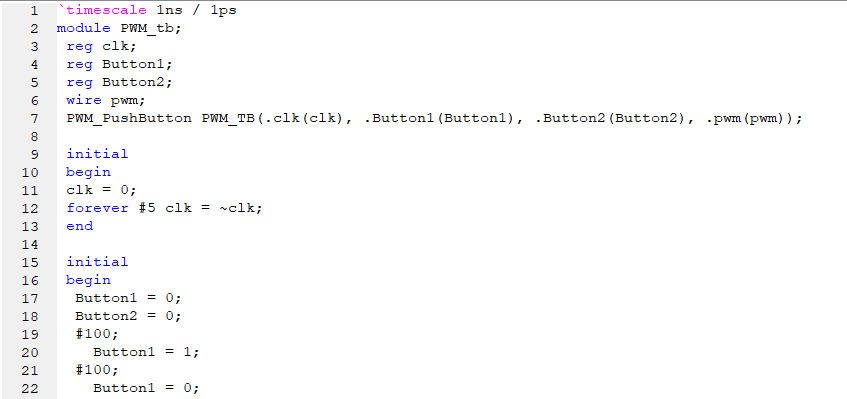 1 `timescale 1ns / 1ps
2 module PWM_tb;
3 reg clk;
4 reg Button1;
5 reg Button2;
6 wire pwm;
7 PWM_PushButton PWM_TB(.clk(clk), .Button1(Button1), .Button2(Button2), .pwm(pwm));
8
9 initial
10 begin
11 clk = 0;
12 forever #5 clk = ~clk;
13 end
14
15 initial
16 begin
17 Button1 = 0;
18 Button2 = 0;
19 #100;
20 Button1 = 1;
21 #100;
22 Button1 = 0;